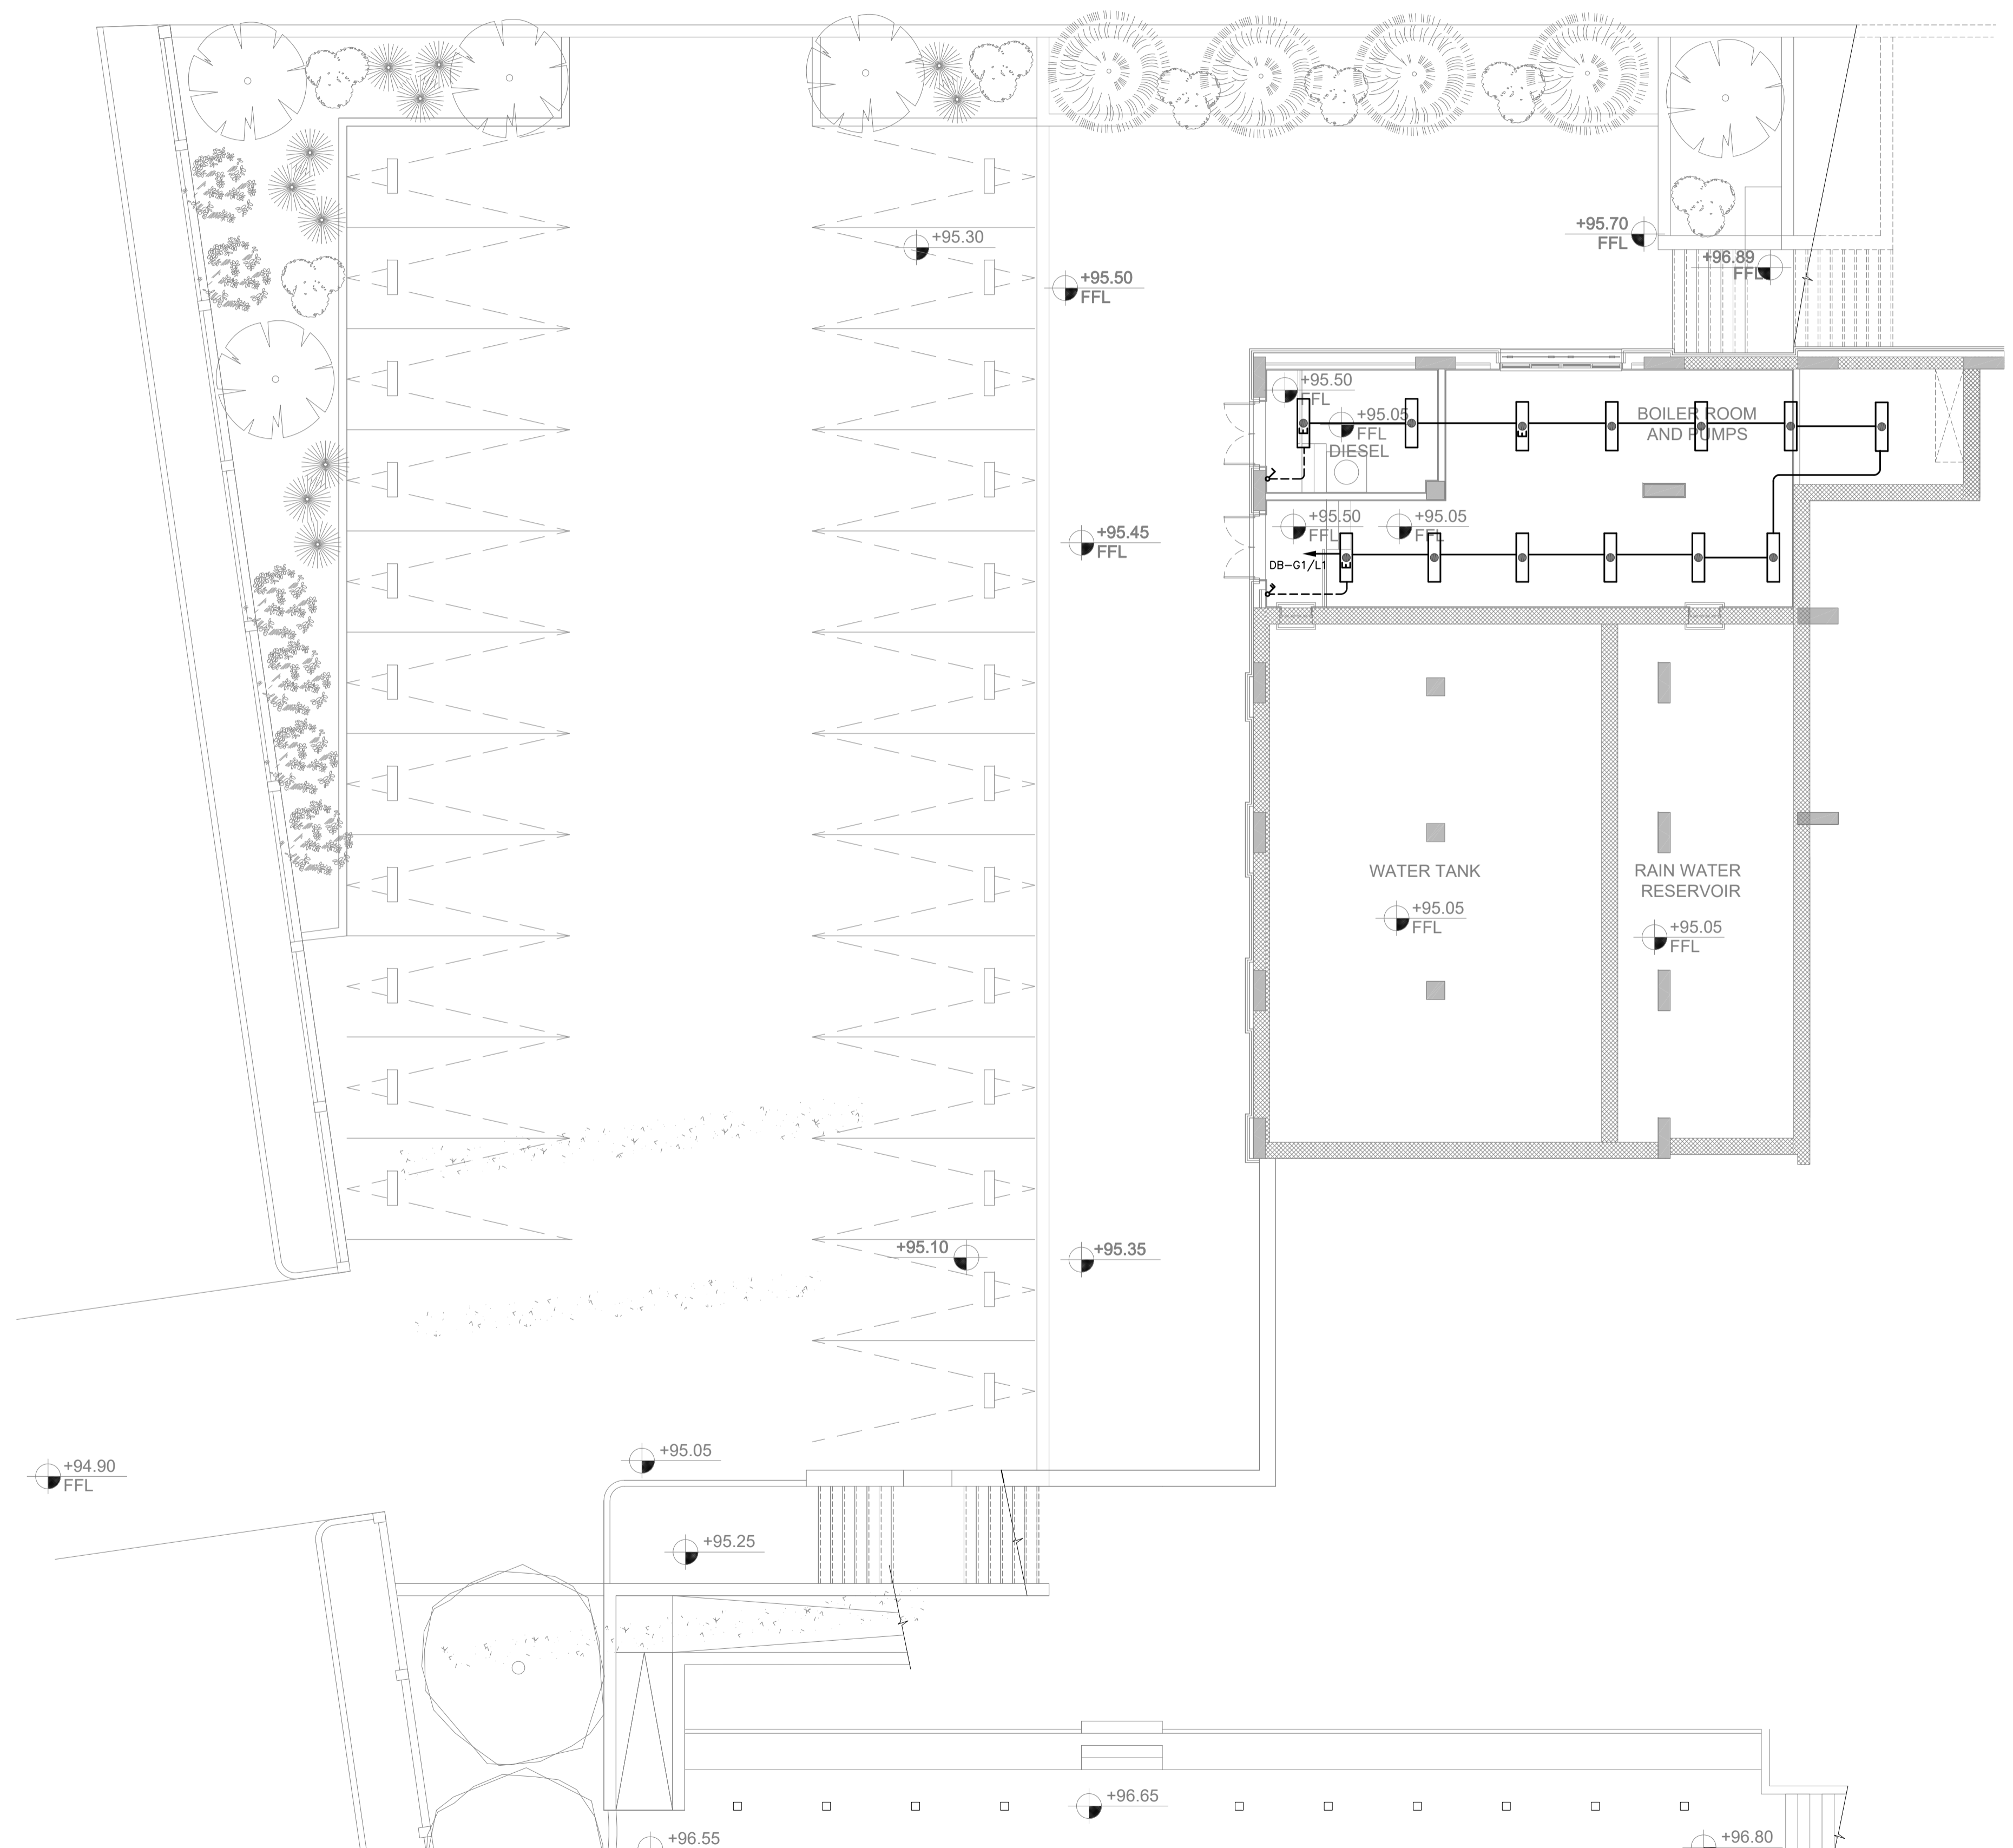 +95.30
+95.70
FFL
+96.89
FFL
+95.50
FFL
+95.50
FFL
+95.05
FFL
DIESEL
BOILER ROOM
AND PUMPS
E
E
+95.45
FFL
+95.50
FFL
+95.05
FFL
DB-G1/L1
E
WATER TANK
+95.05
FFL
RAIN WATER
RESERVOIR
+95.05
FFL
+95.10
+95.35
+95.05
+94.90
FFL
+95.25
+96.65
+96.55
+96.80